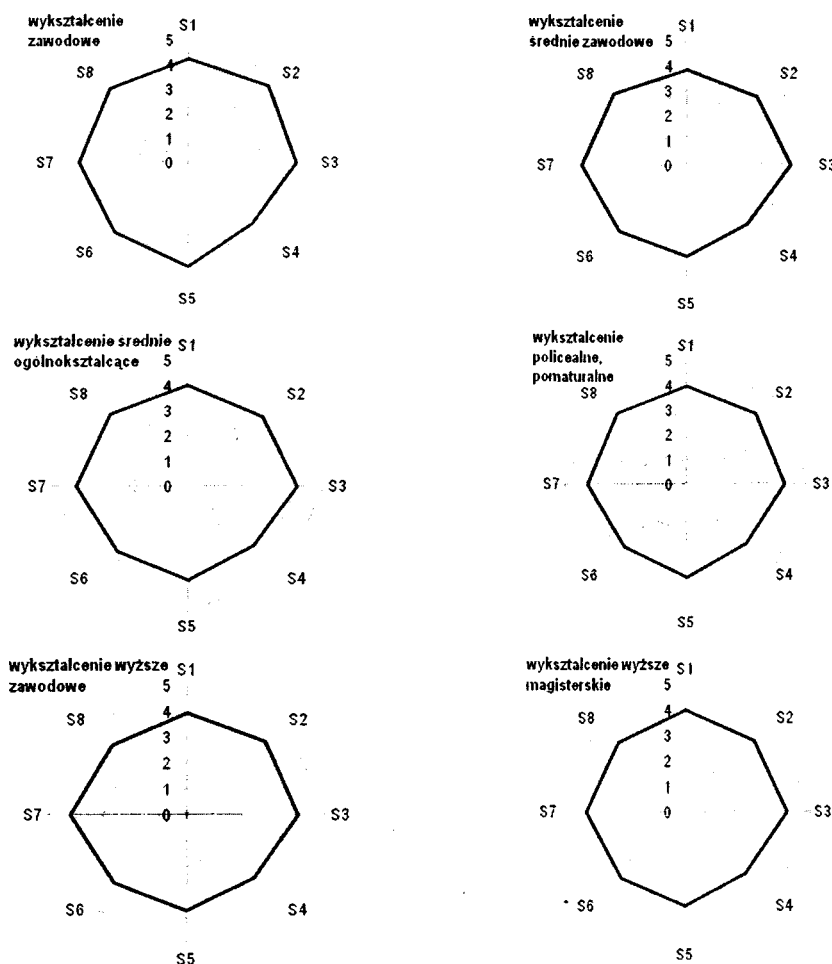 wykształcenie
zawodowe
S1
5
4
3
2
1
0
S2
S3
S4
S5
S6
S7
S8
wykształcenie
średnie zawodowe
S1
5
4
3
2
1
0
S2
S3
S4
S5
S6
S7
S8
wykształcenie średnie
ogólnokształcące
S1
5
4
3
2
1
0
S2
S3
S4
S5
S6
S7
S8
wykształcenie
policealne,
pomaturalne
S1
5
4
3
2
1
0
S2
S3
S4
S5
S6
S7
S8
wykształcenie wyższe
zawodowe
S1
5
4
3
2
1
0
S2
S3
S4
S5
S6
S7
S8
wykształcenie wyższe
magisterskie
S1
5
4
3
2
1
0
S2
S3
S4
S5
S6
S7
S8